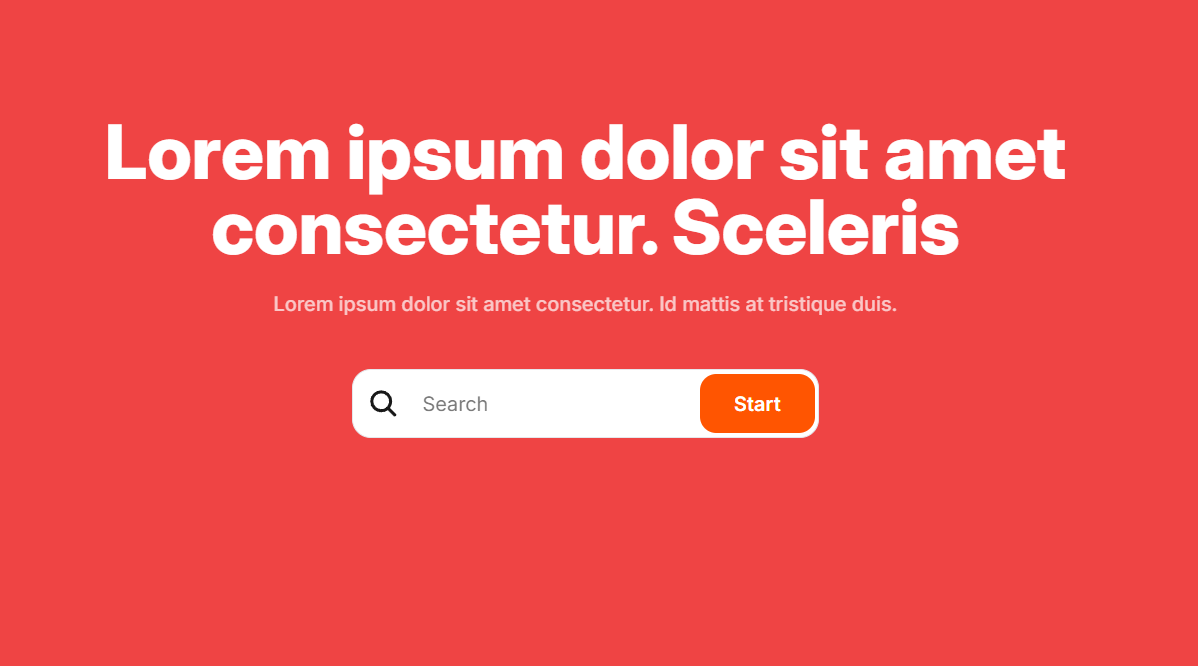 Lorem ipsum dolor sit amet
consectetur. Sceleris
Lorem ipsum dolor sit amet consectetur. Id mattis at tristique duis.
Search
Start